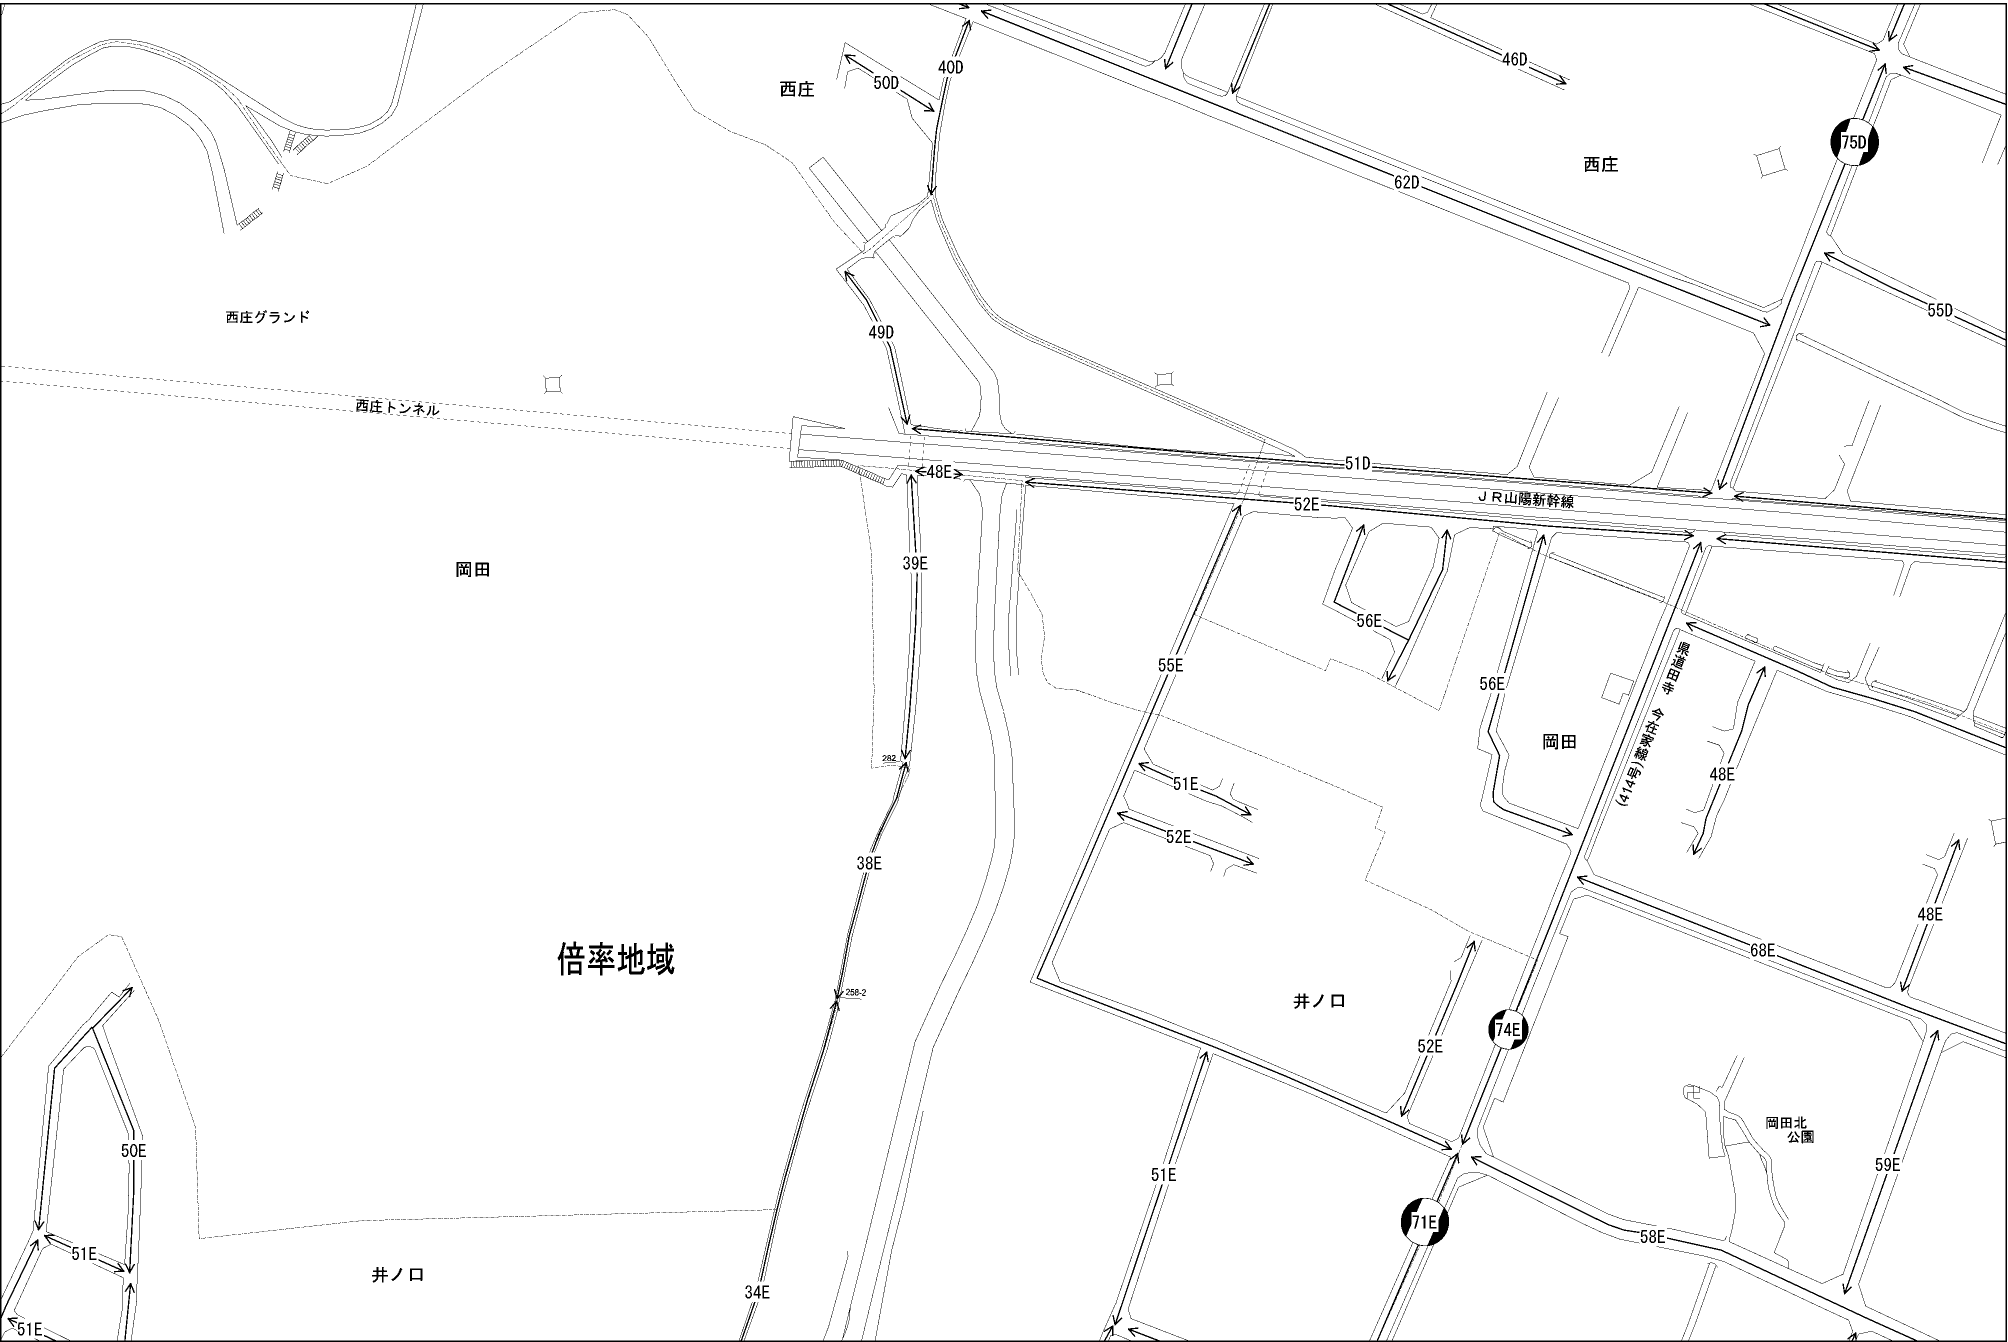 46D
40D
50D
西庄
75D
西庄
62D
55D
西庄グランド
49D
西庄トンネル
51D
48E
JR山陽新幹線
52E
39E
岡田
56E
55E
56E
県道田寺 今在家線(414号)
岡田
282
48E
51E
52E
38E
48E
68E
倍率地域
258-2
井ノ口
74E
52E
岡田北
公園
50E
51E
59E
71E
58E
51E
井ノ口
34E
51E